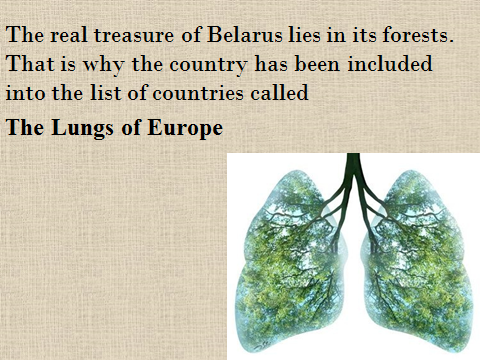 The real treasure of Belarus lies in its forests.
That is why the country has been included
into the list of countries called
The Lungs of Europe